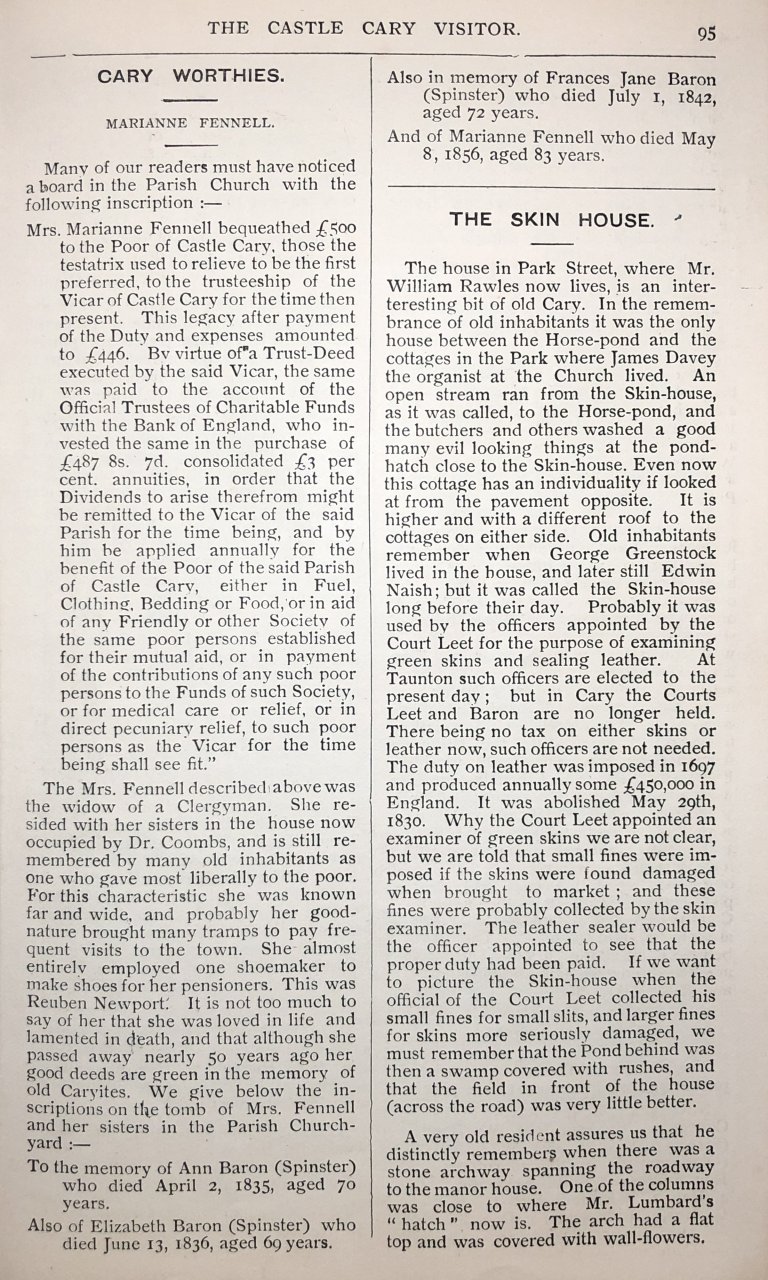 THE CASTLE CARY VISITOR.
95
CARY WORTHIES.
MARIANNE FENNELL.
Many of our readers must have noticed
a board in the Parish Church with the
following inscription :—
Mrs. Marianne Fennell bequeathed £500
to the Poor of Castle Cary, those the
testatrix used to relieve to be the first
preferred, to the trusteeship of the
Vicar of Castle Cary for the time then
present. This legacy after payment
of the Duty and expenses amounted
to £446. By virtue of a Trust-Deed
executed by the said Vicar, the same
was paid to the account of the
Official Trustees of Charitable Funds
with the Bank of England, who in-
vested the same in the purchase of
£487 8s. 7d. consolidated £3 per
cent. annuities, in order that the
Dividends to arise therefrom might
be remitted to the Vicar of the said
Parish for the time being, and by
him be applied annually for the
benefit of the Poor of the said Parish
of Castle Cary, either in Fuel,
Clothing, Bedding or Food, or in aid
of any Friendly or other Society of
the same poor persons established
for their mutual aid, or in payment
of the contributions of any such poor
persons to the Funds of such Society,
or for medical care or relief, or in
direct pecuniary relief, to such poor
persons as the Vicar for the time
being shall see fit.”
The Mrs. Fennell described above was
the widow of a Clergyman. She re-
sided with her sisters in the house now
occupied by Dr. Coombs, and is still re-
membered by many old inhabitants as
one who gave most liberally to the poor.
For this characteristic she was known
far and wide, and probably her good-
nature brought many tramps to pay fre-
quent visits to the town. She almost
entirely employed one shoemaker to
make shoes for her pensioners. This was
Reuben Newport. It is not too much to
say of her that she was loved in life and
lamented in death, and that although she
passed away nearly 50 years ago her
good deeds are green in the memory of
old Caryites. We give below the in-
scriptions on the tomb of Mrs. Fennell
and her sisters in the Parish Church-
yard :—
To the memory of Ann Baron (Spinster)
who died April 2, 1835, aged 70
years.
Also of Elizabeth Baron (Spinster) who
died June 13, 1836, aged 69 years.
Also in memory of Frances Jane Baron
(Spinster) who died July 1, 1842,
aged 72 years.
And of Marianne Fennell who died May
8, 1856, aged 83 years.
THE SKIN HOUSE.
The house in Park Street, where Mr.
William Rawles now lives, is an inter-
teresting bit of old Cary. In the remem-
brance of old inhabitants it was the only
house between the Horse-pond and the
cottages in the Park where James Davey
the organist at the Church lived. An
open stream ran from the Skin-house,
as it was called, to the Horse-pond, and
the butchers and others washed a good
many evil looking things at the pond-
hatch close to the Skin-house. Even now
this cottage has an individuality if looked
at from the pavement opposite. It is
higher and with a different roof to the
cottages on either side. Old inhabitants
remember when George Greenstock
lived in the house, and later still Edwin
Naish; but it was called the Skin-house
long before their day. Probably it was
used by the officers appointed by the
Court Leet for the purpose of examining
green skins and sealing leather. At
Taunton such officers are elected to the
present day ; but in Cary the Courts
Leet and Baron are no longer held.
There being no tax on either skins or
leather now, such officers are not needed.
The duty on leather was imposed in 1697
and produced annually some £450,000 in
England. It was abolished May 29th,
1830. Why the Court Leet appointed an
examiner of green skins we are not clear,
but we are told that small fines were im-
posed if the skins were found damaged
when brought to market ; and these
fines were probably collected by the skin
examiner. The leather sealer would be
the officer appointed to see that the
proper duty had been paid. If we want
to picture the Skin-house when the
official of the Court Leet collected his
small fines for small slits, and larger fines
for skins more seriously damaged, we
must remember that the Pond behind was
then a swamp covered with rushes, and
that the field in front of the house
(across the road) was very little better.
A very old resident assures us that he
distinctly remembers when there was a
stone archway spanning the roadway
to the manor house. One of the columns
was close to where Mr. Lumbard's
“ hatch ” now is. The arch had a flat
top and was covered with wall-flowers.